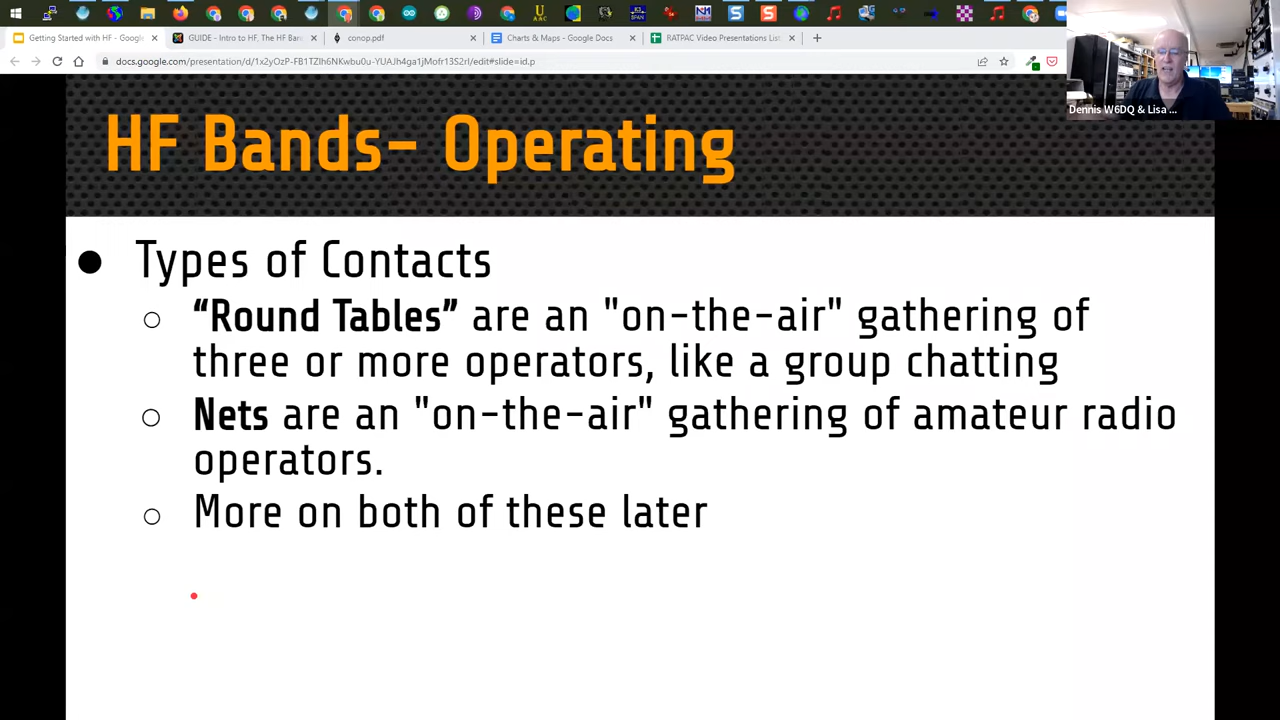 Getting Started with HF - Google
GUIDE - Intro to HF, The HF Ban
conop.pdf
Charts & Maps - Google Docs
RATPAC Video Presentations List
docs.google.com/presentation/d/1x2yOzP-FB1TZlh6NKwbu0u-YUAJh4ga1jMofr13S2fI/edit#slide=id.p
Dennis W6DQ & Lisa ...
HF Bands- Operating
● Types of Contacts
○ “Round Tables” are an "on-the-air" gathering of
three or more operators, like a group chatting
○ Nets are an "on-the-air" gathering of amateur radio
operators.
○ More on both of these later